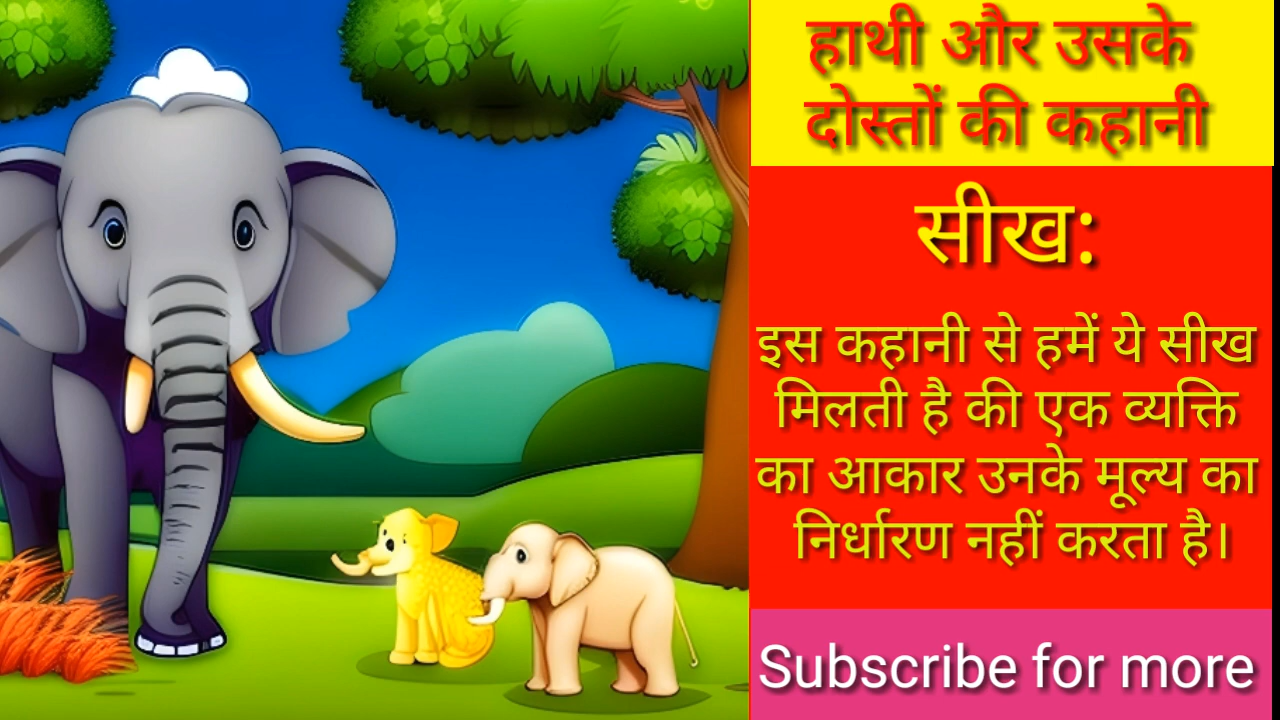 हाथी और उसके
दोस्तों की कहानी
सीख:
इस कहानी से हमें ये सीख
मिलती है की एक व्यक्ति
का आकार उनके मूल्य का
निर्धारण नहीं करता है।
Subscribe for more